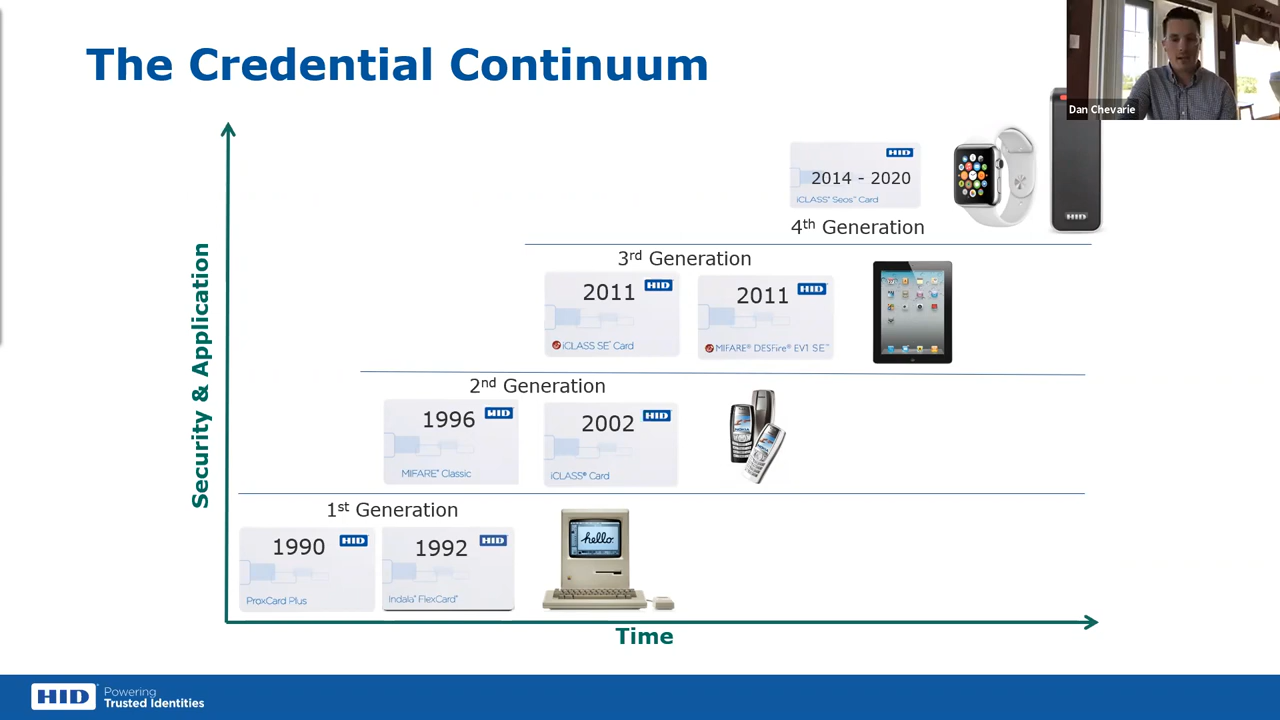 The Credential Continuum
Dan Chevarie
HID
2014 - 2020
iCLASS® Seos™ Card
HID
4th Generation
3rd Generation
2011
HID
iCLASS SE® Card
2011
HID
MIFARE® DESFire® EV1 SE™
2nd Generation
1996
HID
MIFARE® Classic
2002
HID
iCLASS® Card
1st Generation
1990
HID
ProxCard Plus
1992
HID
Indala® FlexCard®
hello
Security & Application
Time
HID
Powering
Trusted Identities